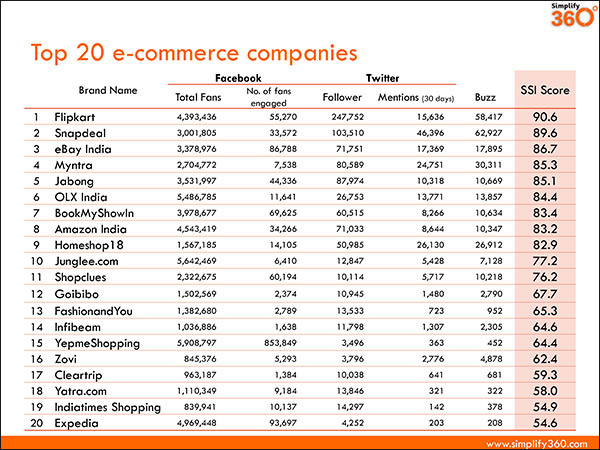 Simplify
360°
Top 20 e-commerce companies
Facebook Twitter
Brand Name Total Fans No. of fans engaged Follower Mentions (30 days) Buzz SSI Score
1 Flipkart 4,393,436 55,270 247,752 15,636 58,417 90.6
2 Snapdeal 3,001,805 33,572 103,510 46,396 62,927 89.6
3 eBay India 3,378,976 86,788 71,751 17,369 17,895 86.7
4 Myntra 2,704,772 7,538 80,589 24,751 30,311 85.3
5 Jabong 3,531,997 44,336 87,974 10,318 10,669 85.1
6 OLX India 5,486,785 11,641 26,753 13,771 13,857 84.4
7 BookMyShowIn 3,978,677 69,625 60,515 8,266 10,634 83.4
8 Amazon India 4,543,419 34,266 71,033 8,644 10,347 83.2
9 Homeshop18 1,567,185 14,105 50,985 26,130 26,912 82.9
10 Junglee.com 5,642,469 6,410 12,847 5,428 7,128 77.2
11 Shopclues 2,322,675 60,194 10,114 5,717 10,218 76.2
12 Goibibo 1,502,569 2,374 10,945 1,480 2,790 67.7
13 FashionandYou 1,382,680 2,789 13,533 723 952 65.3
14 Infibeam 1,036,886 1,638 11,798 1,307 2,305 64.6
15 YepmeShopping 5,908,797 853,849 3,496 363 452 64.4
16 Zovi 845,376 5,293 3,796 2,776 4,878 62.4
17 Cleartrip 963,187 1,384 10,038 641 681 59.3
18 Yatra.com 1,110,349 9,184 13,846 321 322 58.0
19 Indiatimes Shopping 839,941 10,137 14,297 142 378 54.9
20 Expedia 4,969,448 93,697 4,252 203 208 54.6
www.simplify360.com